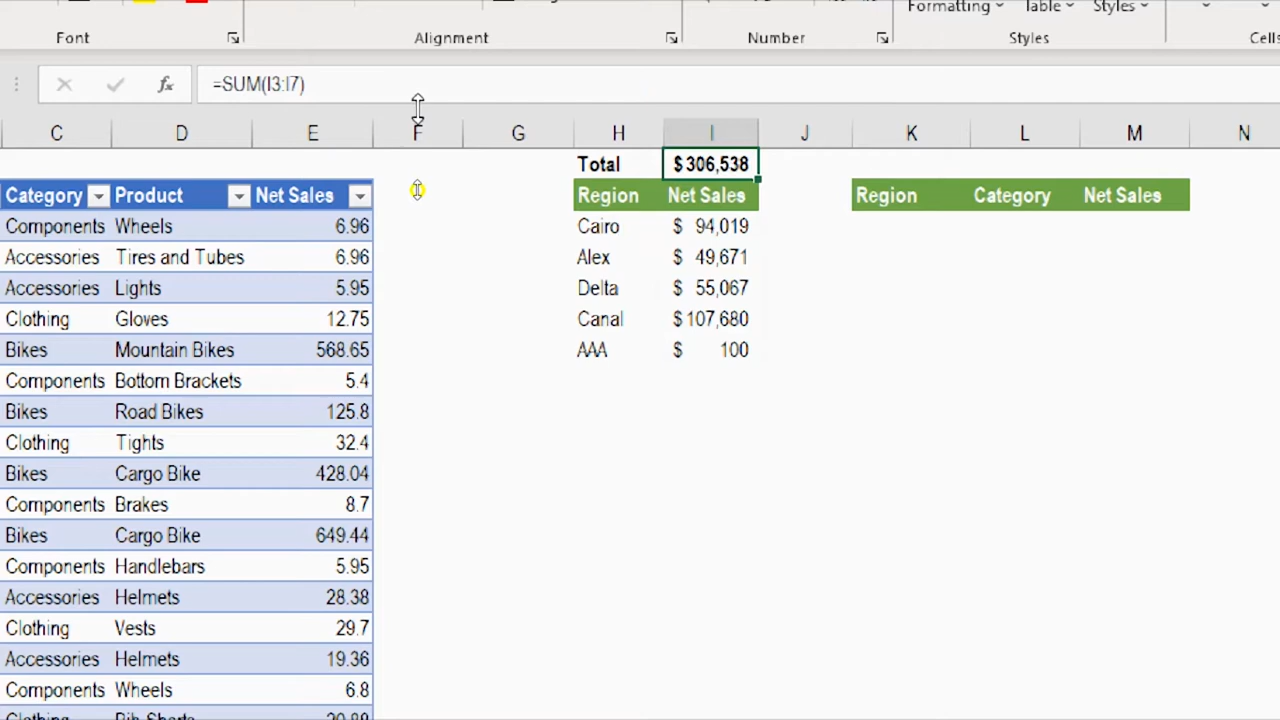 Formatting Table Styles
Font Alignment Number Styles Cells
fx =SUM(I3:I7)
C D E F G H I J K L M N
Total $ 306,538
Category Product Net Sales Region Net Sales Region Category Net Sales
Components Wheels 6.96 Cairo $ 94,019
Accessories Tires and Tubes 6.96 Alex $ 49,671
Accessories Lights 5.95 Delta $ 55,067
Clothing Gloves 12.75 Canal $ 107,680
Bikes Mountain Bikes 568.65 AAA $ 100
Components Bottom Brackets 5.4
Bikes Road Bikes 125.8
Clothing Tights 32.4
Bikes Cargo Bike 428.04
Components Brakes 8.7
Bikes Cargo Bike 649.44
Components Handlebars 5.95
Accessories Helmets 28.38
Clothing Vests 29.7
Accessories Helmets 19.36
Components Wheels 6.8